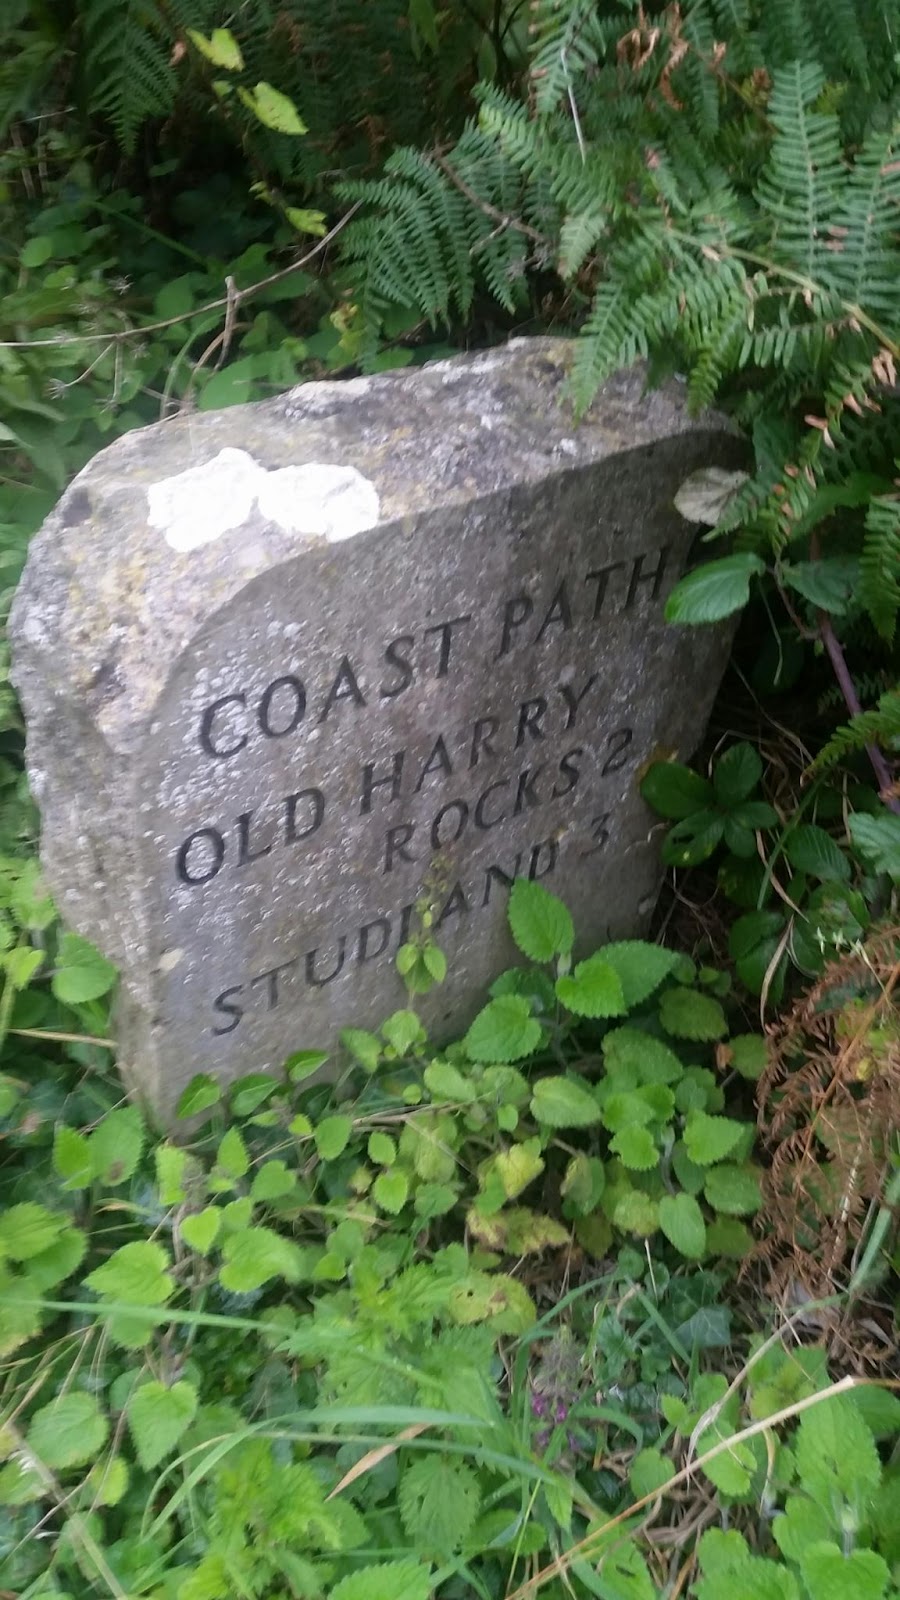 COAST PATH
OLD HARRY
ROCKS 2
STUDLAND 3